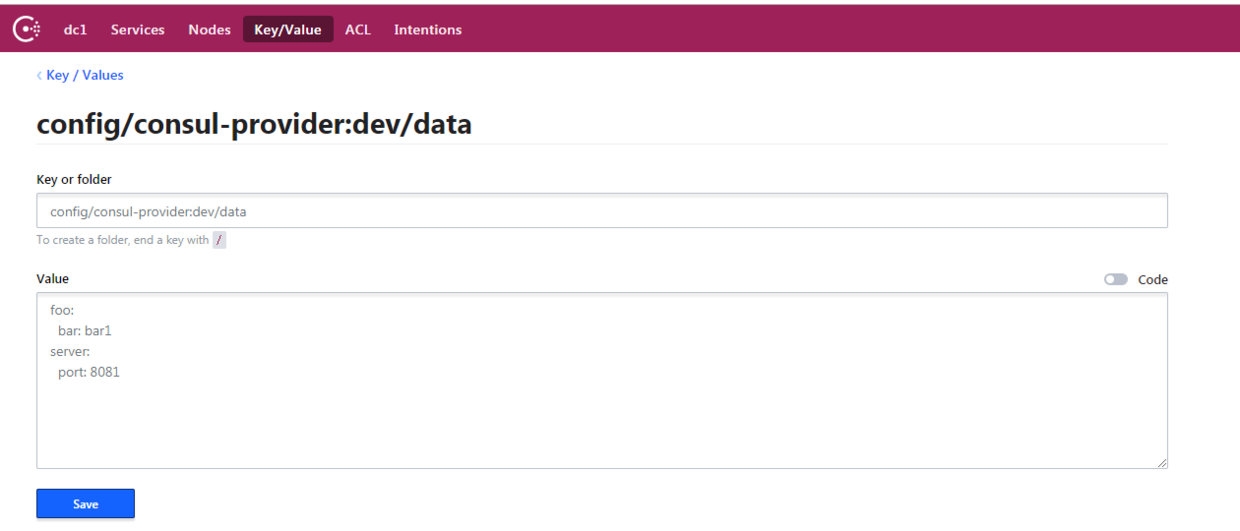 dc1 Services Nodes Key/Value ACL Intentions
‹ Key / Values
config/consul-provider:dev/data
Key or folder
config/consul-provider:dev/data
To create a folder, end a key with /
Value Code
foo:
  bar: bar1
server:
  port: 8081
Save